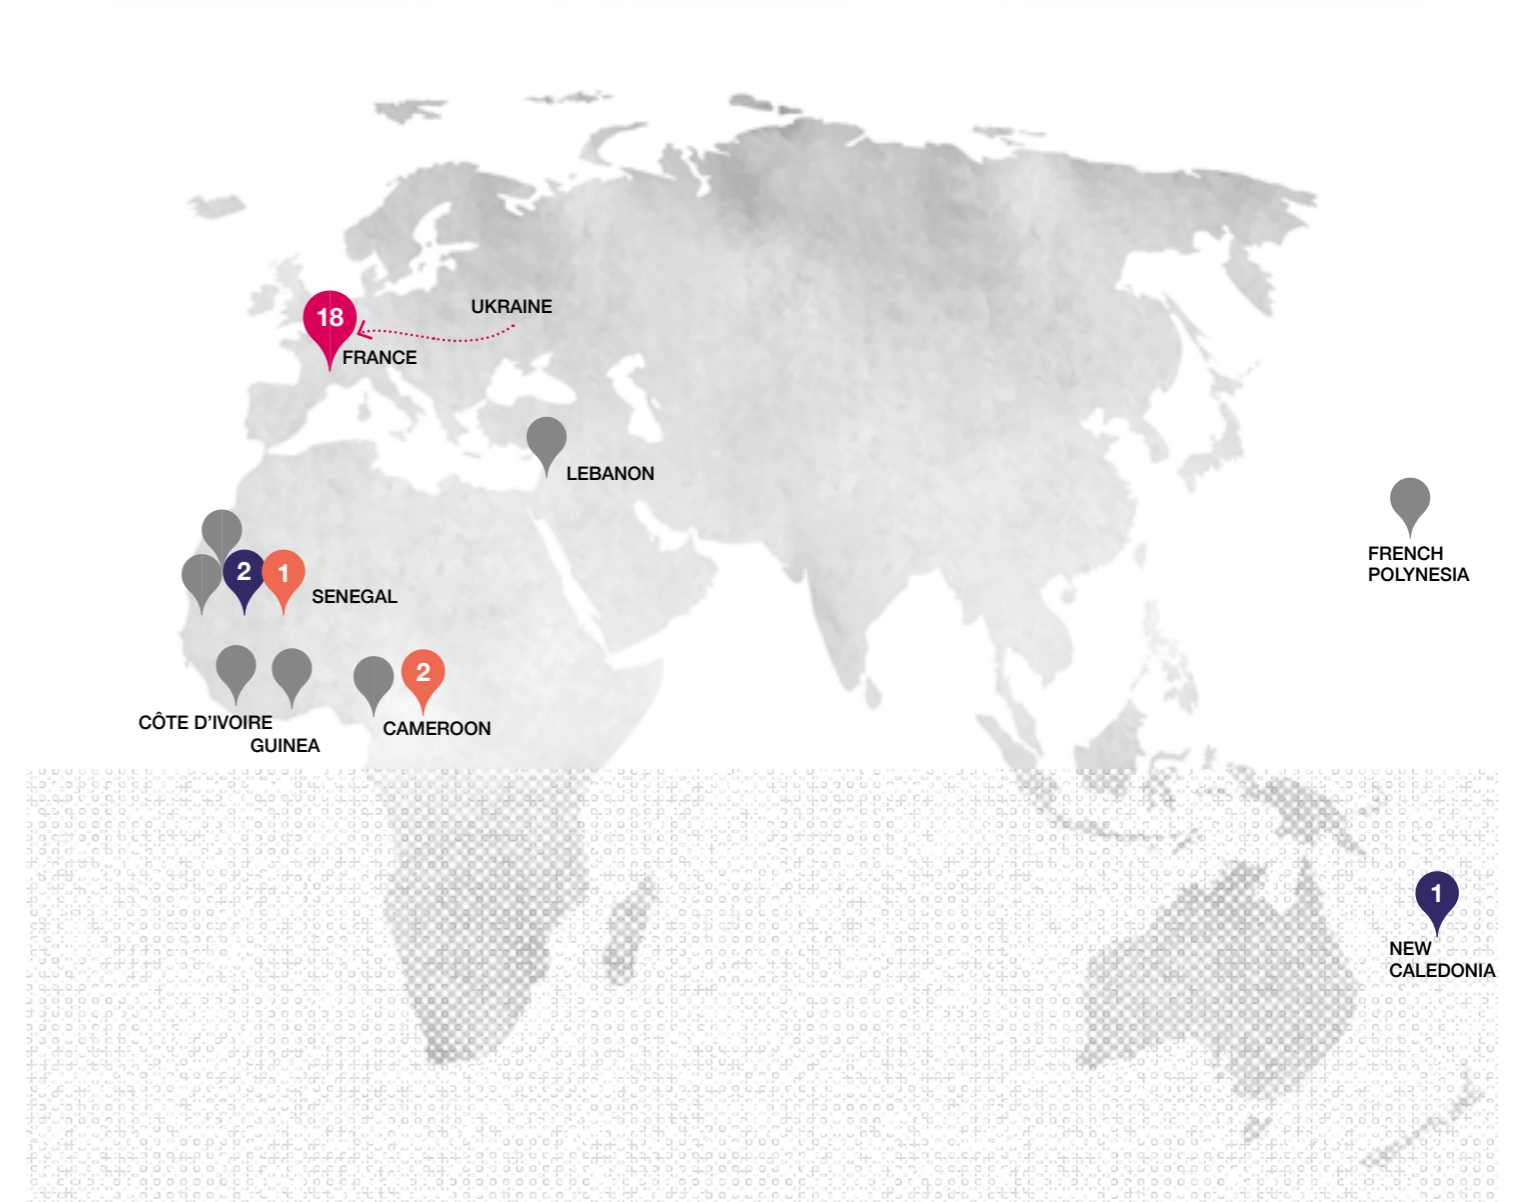 UKRAINE
18
FRANCE
LEBANON
FRENCH
POLYNESIA
2
1
SENEGAL
2
CÔTE D’IVOIRE
CAMEROON
GUINEA
1
NEW
CALEDONIA